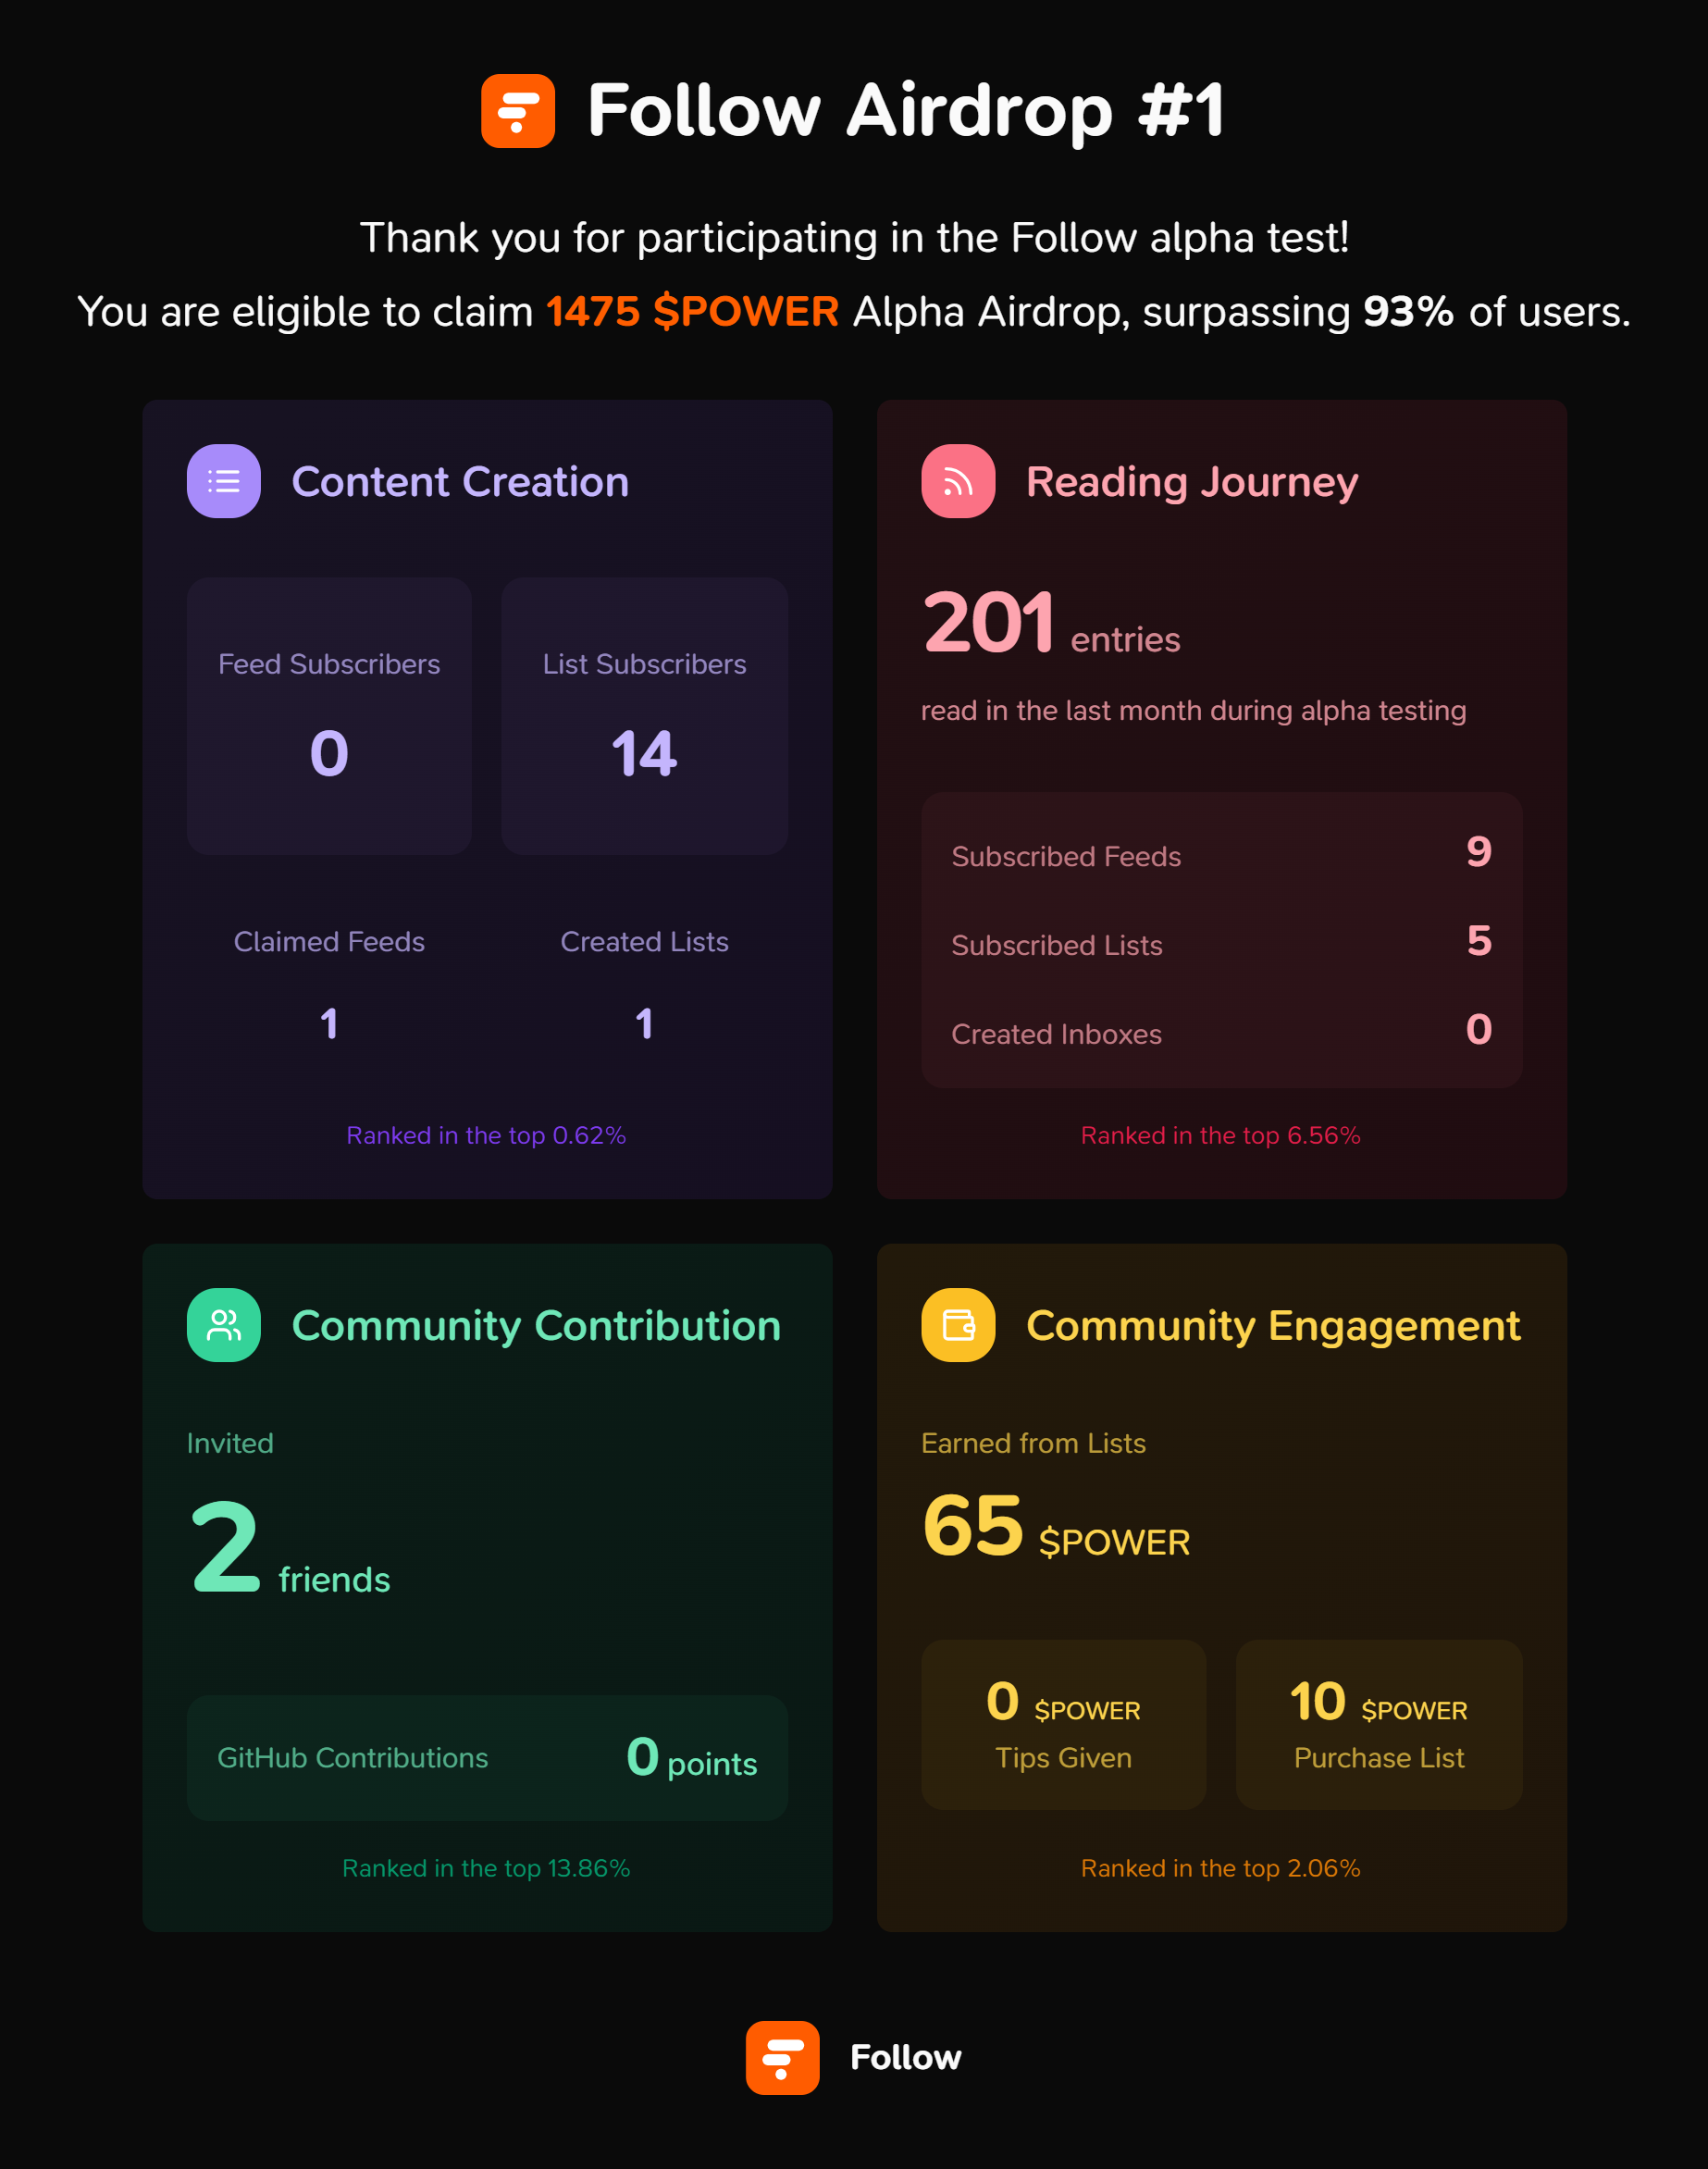 Follow Airdrop #1
Thank you for participating in the Follow alpha test!
You are eligible to claim 1475 $POWER Alpha Airdrop, surpassing 93% of users.
Content Creation
Feed Subscribers
0
List Subscribers
14
Claimed Feeds
1
Created Lists
1
Ranked in the top 0.62%
Reading Journey
201 entries
read in the last month during alpha testing
Subscribed Feeds 9
Subscribed Lists 5
Created Inboxes 0
Ranked in the top 6.56%
Community Contribution
Invited
2 friends
GitHub Contributions 0 points
Ranked in the top 13.86%
Community Engagement
Earned from Lists
65 $POWER
0 $POWER
Tips Given
10 $POWER
Purchase List
Ranked in the top 2.06%
Follow